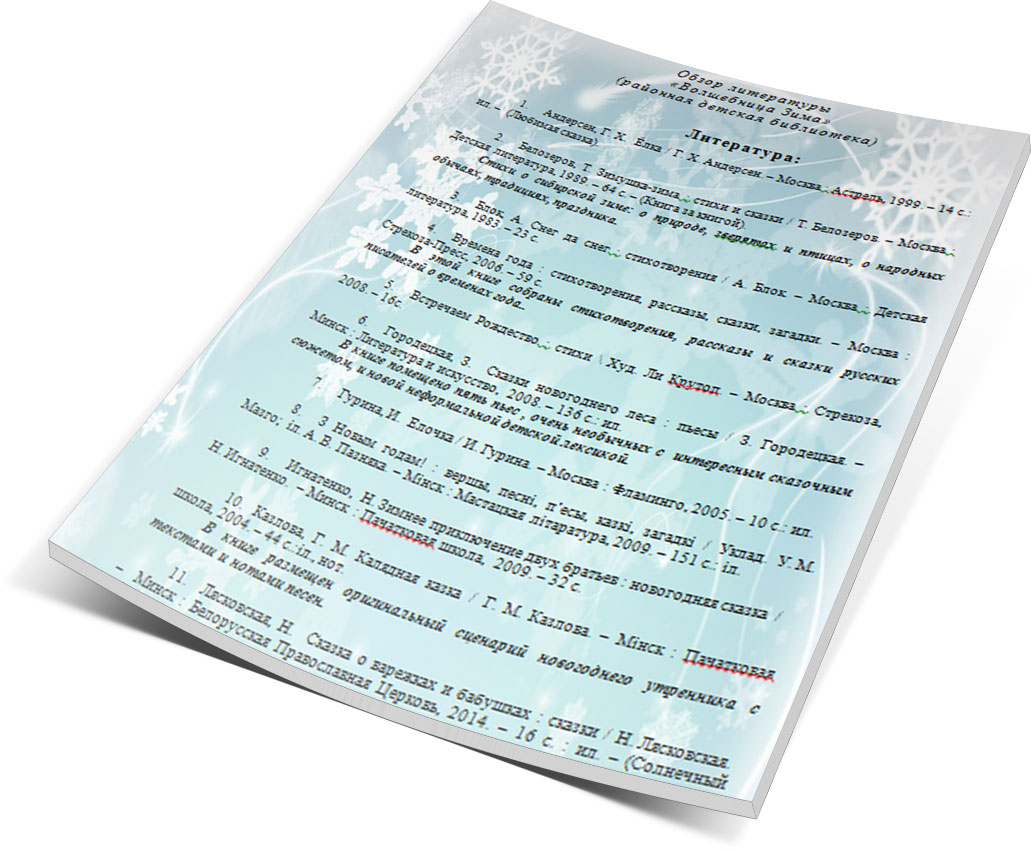 Обзор литературы
«Волшебница Зима»
(районная детская библиотека)
Литература:
1. Андерсен, Г. Х. Ёлка / Г. Х. Андерсен. – Москва : Астрель, 1999. – 14 с.:
ил. – (Любимая сказка).
2. Белозеров, Т. Зимушка-зима : стихи и сказки / Т. Белозеров. – Москва :
Детская литература, 1989. – 64 с. – (Книга за книгой).
Стихи о сибирской зиме: о природе, зверятах и птицах, о народных
обычаях, традициях, праздника.
3. Блок, А. Снег да снег : стихотворения / А. Блок. – Москва : Детская
литература, 1983. – 23 с.
4. Времена года : стихотворения, рассказы, сказки, загадки. – Москва :
Стрекоза-Пресс, 2006. – 59 с.
В этой книге собраны стихотворения, рассказы и сказки русских
писателей о временах года.
5. Встречаем Рождество : стихи \ Худ. Ли Крутод. – Москва : Стрекоза,
2008. – 16 с.
6. Городецкая, З. Сказки новогоднего леса : пьесы / З. Городецкая. –
Минск : Литература и искусство, 2008. – 136 с.: ил.
В книге помещено пять пьес , очень необычных с интересным сказочным
сюжетом, и новой неформальной детской лексикой.
7. Гурина, И. Елочка / И. Гурина. – Москва : Фламинго, 2005. – 10 с.: ил.
8. З Новым годам! : вершы, песні, п’есы, казкі, загадкі / Уклад. У. М.
Мазго; іл. А. В. Пазняка. – Мінск : Мастацкая літаратура, 2009. – 151 с.: іл.
9. Игнатенко, Н. Зимнее приключение двух братьев : новогодняя сказка /
Н. Игнатенко. – Минск : Пачатковая школа, 2009. – 32 с.
10. Казлова, Г. М. Калядная казка / Г. М. Казлова. – Мінск : Пачатковая
школа, 2004. – 44 с.:іл., нот.
В книге размещен оригинальный сценарий новогоднего утренника с
текстами и нотами песен.
11. Лясковская, Н. Сказка о варежках и бабушках : сказки / Н. Лясковская.
– Минск : Белорусская Православная Церковь, 2014. – 16 с. : ил. – (Солнечный